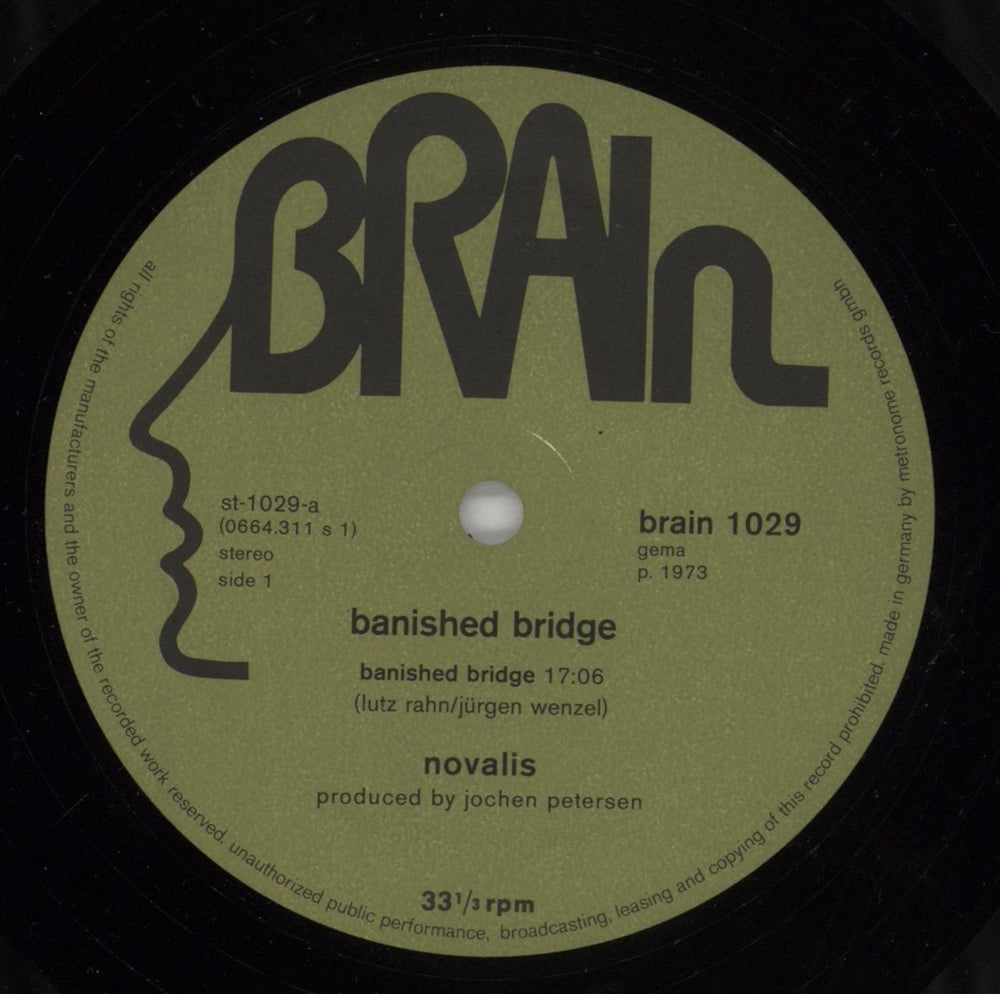 BRAIn
st-1029-a
(0664.311 s 1)
stereo
side 1
brain 1029
gema
p. 1973
banished bridge
banished bridge 17:06
(lutz rahn/jürgen wenzel)
novalis
produced by jochen petersen
33 1/3 rpm
all rights of the manufacturers and the owner of the recorded work reserved. unauthorized public performance, broadcasting, leasing and copying of this record prohibited. made in germany by metronome records gmbh